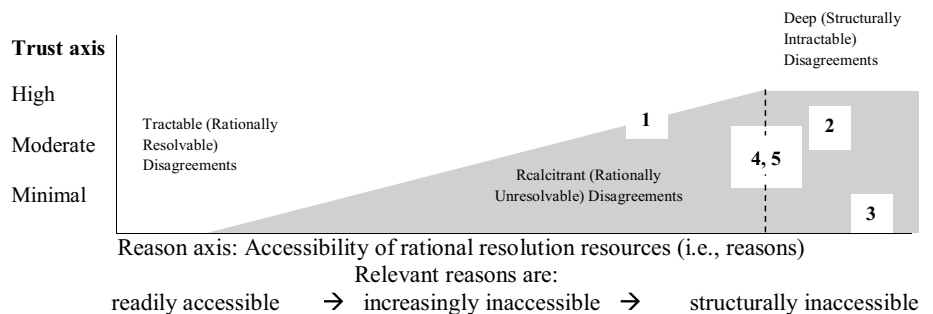 Deep (Structurally
Intractable)
Disagreements
Trust axis
High
Moderate
Minimal
Tractable (Rationally
Resolvable)
Disagreements
1
2
4, 5
3
Rcalcitrant (Rationally
Unresolvable) Disagreements
Reason axis: Accessibility of rational resolution resources (i.e., reasons)
Relevant reasons are:
readily accessible → increasingly inaccessible → structurally inaccessible